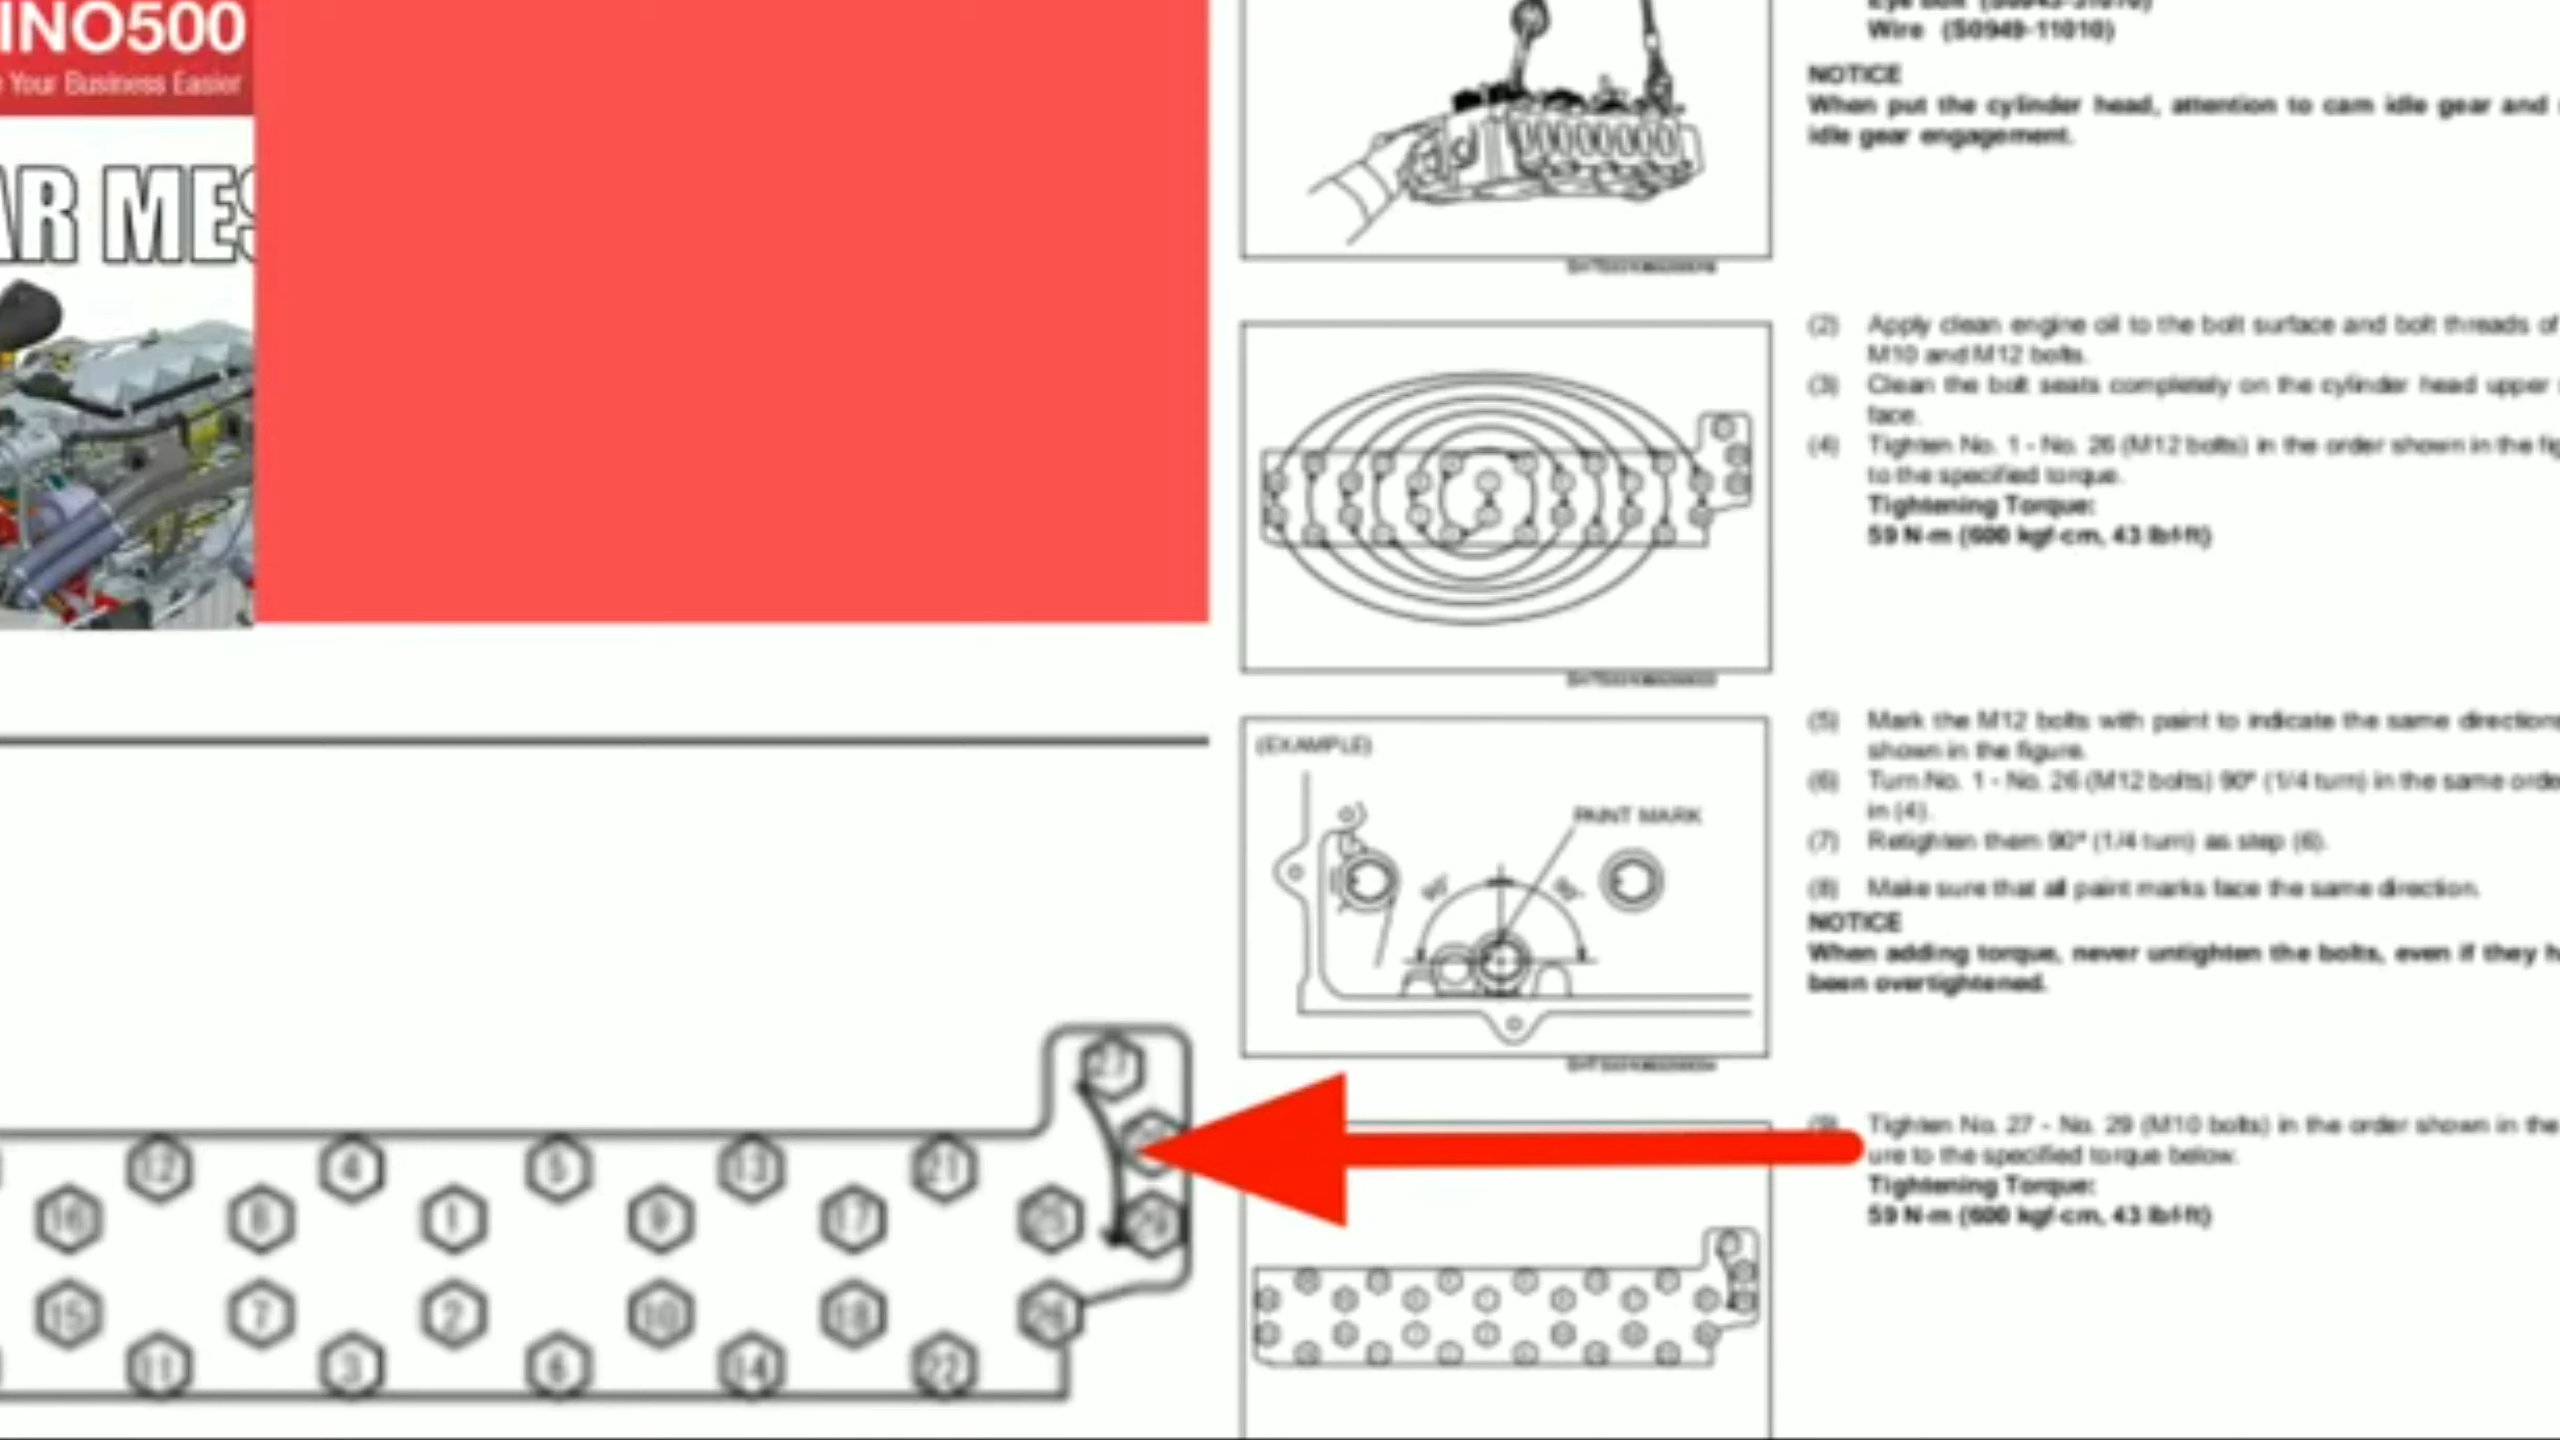 INO500
e Your Business Easier
AR MES
Wire (S0949-11010)
NOTICE
When put the cylinder head, attention to cam idle gear and
idle gear engagement.
(2) Apply clean engine oil to the bolt surface and bolt threads of
M10 and M12 bolts.
(3) Clean the bolt seats completely on the cylinder head upper
face.
(4) Tighten No. 1 - No. 26 (M12 bolts) in the order shown in the fig
to the specified torque.
Tightening Torque:
59 N·m (600 kgf·cm, 43 lbf·ft)
(EXAMPLE)
PAINT MARK
90°
90°
(5) Mark the M12 bolts with paint to indicate the same directions
shown in the figure.
(6) Turn No. 1 - No. 26 (M12 bolts) 90° (1/4 turn) in the same orde
in (4).
(7) Retighten them 90° (1/4 turn) as step (6).
(8) Make sure that all paint marks face the same direction.
NOTICE
When adding torque, never untighten the bolts, even if they h
been overtightened.
(9) Tighten No. 27 - No. 29 (M10 bolts) in the order shown in the
ure to the specified torque below.
Tightening Torque:
59 N·m (600 kgf·cm, 43 lbf·ft)
27
12 4 5 13 21
16 8 1 9 17 25 29
15 7 2 10 18 26
11 3 6 14 22